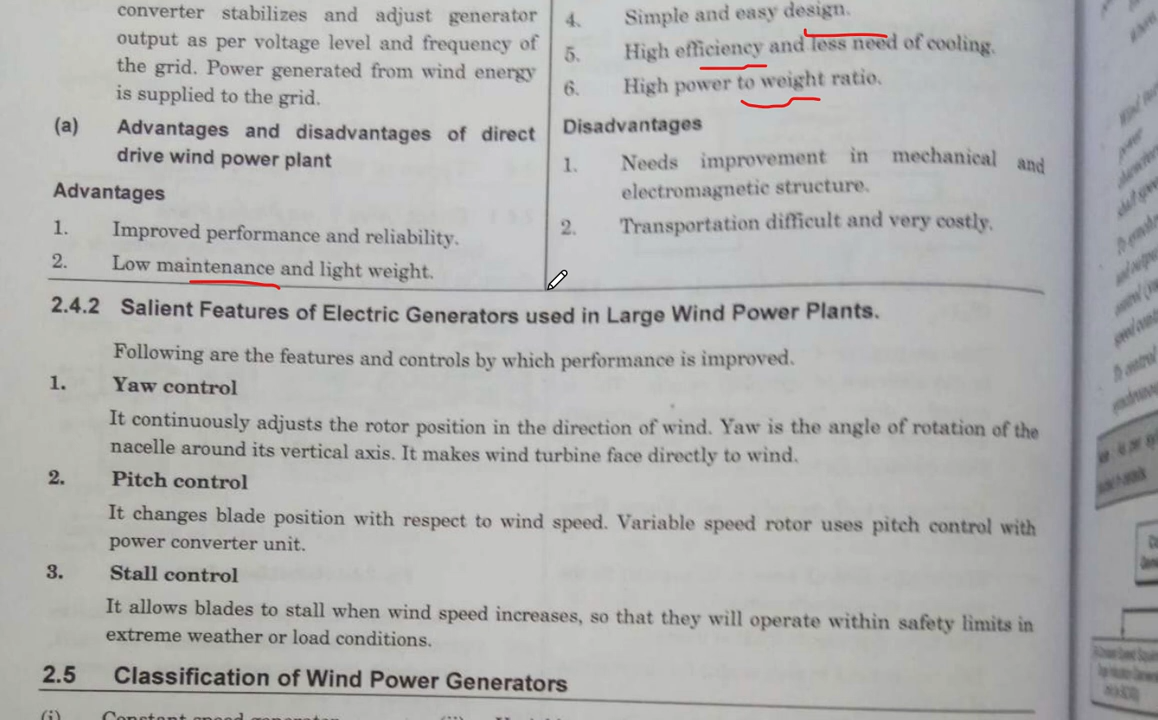 converter stabilizes and adjust generator
output as per voltage level and frequency of
the grid. Power generated from wind energy
is supplied to the grid.
(a) Advantages and disadvantages of direct
drive wind power plant
Advantages
1. Improved performance and reliability.
2. Low maintenance and light weight.
4. Simple and easy design.
5. High efficiency and less need of cooling.
6. High power to weight ratio.
Disadvantages
1. Needs improvement in mechanical and
electromagnetic structure.
2. Transportation difficult and very costly.
2.4.2 Salient Features of Electric Generators used in Large Wind Power Plants.
Following are the features and controls by which performance is improved.
1. Yaw control
It continuously adjusts the rotor position in the direction of wind. Yaw is the angle of rotation of the
nacelle around its vertical axis. It makes wind turbine face directly to wind.
2. Pitch control
It changes blade position with respect to wind speed. Variable speed rotor uses pitch control with
power converter unit.
3. Stall control
It allows blades to stall when wind speed increases, so that they will operate within safety limits in
extreme weather or load conditions.
2.5 Classification of Wind Power Generators
(i) Constant speed generator